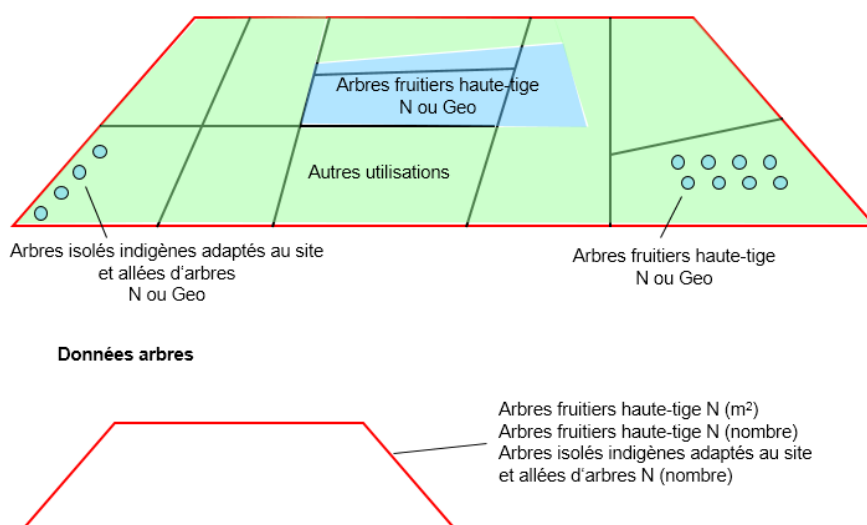 Arbres fruitiers haute-tige
N ou Geo
Autres utilisations
Arbres isolés indigènes adaptés au site
et allées d‘arbres
N ou Geo
Arbres fruitiers haute-tige
N ou Geo
Données arbres
Arbres fruitiers haute-tige N (m²)
Arbres fruitiers haute-tige N (nombre)
Arbres isolés indigènes adaptés au site
et allées d‘arbres N (nombre)